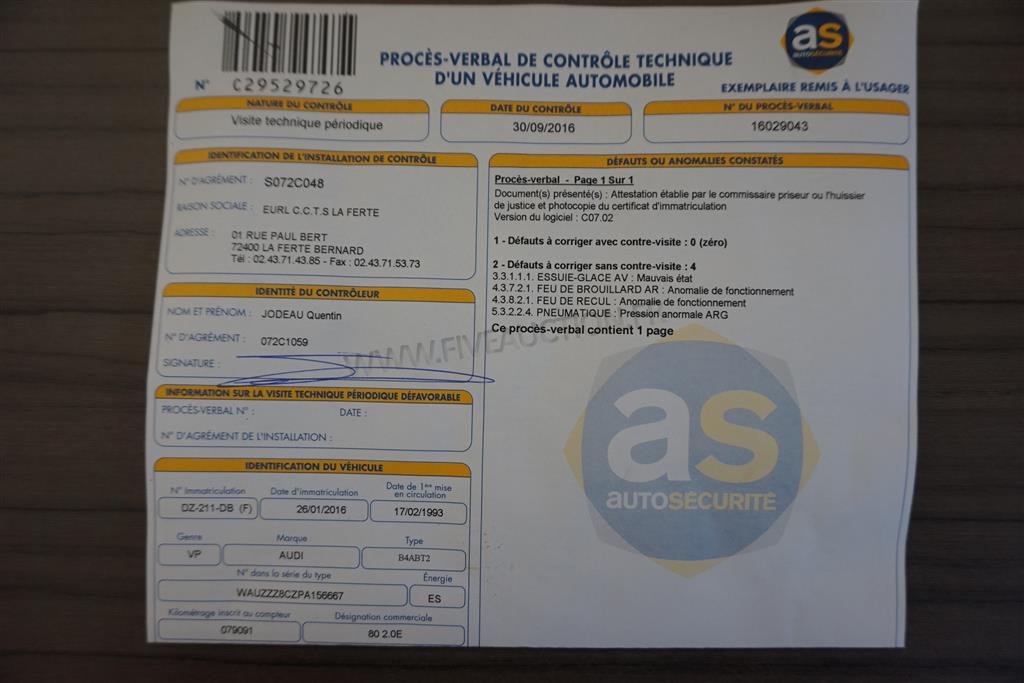 N° C29529726
PROCÈS-VERBAL DE CONTRÔLE TECHNIQUE
D'UN VÉHICULE AUTOMOBILE
as
AUTOSÉCURITÉ
EXEMPLAIRE REMIS À L'USAGER
NATURE DU CONTRÔLE
Visite technique périodique
DATE DU CONTRÔLE
30/09/2016
N° DU PROCÈS-VERBAL
16029043
IDENTIFICATION DE L'INSTALLATION DE CONTRÔLE
N° D'AGRÉMENT : S072C048
RAISON SOCIALE : EURL C.C.T.S LA FERTE
ADRESSE : 01 RUE PAUL BERT
72400 LA FERTE BERNARD
Tél : 02.43.71.43.85 - Fax : 02.43.71.53.73
IDENTITÉ DU CONTRÔLEUR
NOM ET PRÉNOM : JODEAU Quentin
N° D'AGRÉMENT : 072C1059
SIGNATURE :
INFORMATION SUR LA VISITE TECHNIQUE PÉRIODIQUE DÉFAVORABLE
PROCÈS-VERBAL N° : DATE :
N° D'AGRÉMENT DE L'INSTALLATION :
IDENTIFICATION DU VÉHICULE
N° Immatriculation
DZ-211-DB (F)
Date d'immatriculation
26/01/2016
Date de 1ère mise
en circulation
17/02/1993
Genre
VP
Marque
AUDI
Type
B4ABT2
N° dans la série du type
WAUZZZ8CZPA156667
Énergie
ES
Kilométrage inscrit au compteur
079091
Désignation commerciale
80 2.0E
DÉFAUTS OU ANOMALIES CONSTATÉS
Procès-verbal - Page 1 Sur 1
Document(s) présenté(s) : Attestation établie par le commissaire priseur ou l'huissier
de justice et photocopie du certificat d'immatriculation
Version du logiciel : C07.02
1 - Défauts à corriger avec contre-visite : 0 (zéro)
2 - Défauts à corriger sans contre-visite : 4
3.3.1.1.1. ESSUIE-GLACE AV : Mauvais état
4.3.7.2.1. FEU DE BROUILLARD AR : Anomalie de fonctionnement
4.3.8.2.1. FEU DE RECUL : Anomalie de fonctionnement
5.3.2.2.4. PNEUMATIQUE : Pression anormale ARG
Ce procès-verbal contient 1 page
as
AUTOSÉCURITÉ